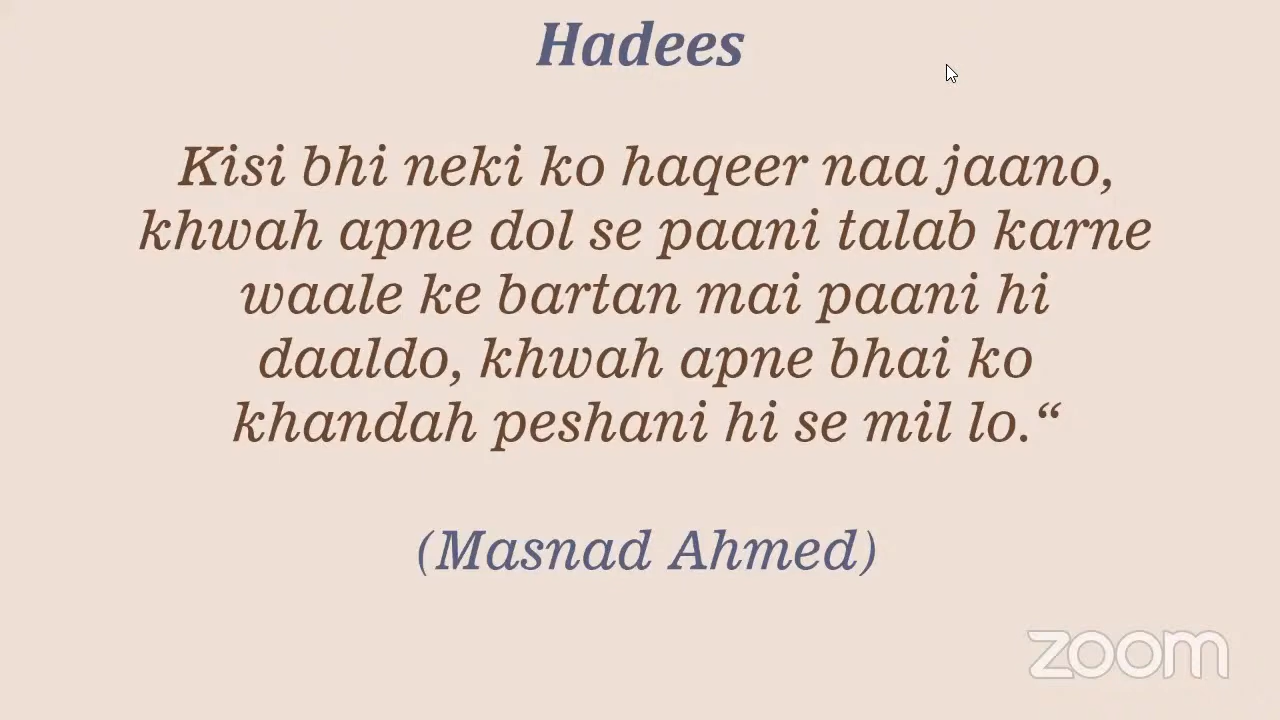 Hadees
Kisi bhi neki ko haqeer naa jaano,
khwah apne dol se paani talab karne
waale ke bartan mai paani hi
daaldo, khwah apne bhai ko
khandah peshani hi se mil lo.“
(Masnad Ahmed)
zoom